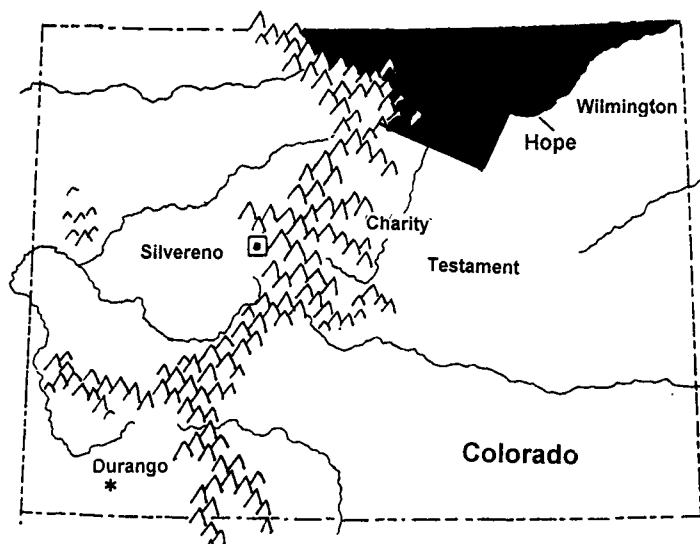 Wilmington
Hope
Charity
Silvereno
Testament
Colorado
Durango
*